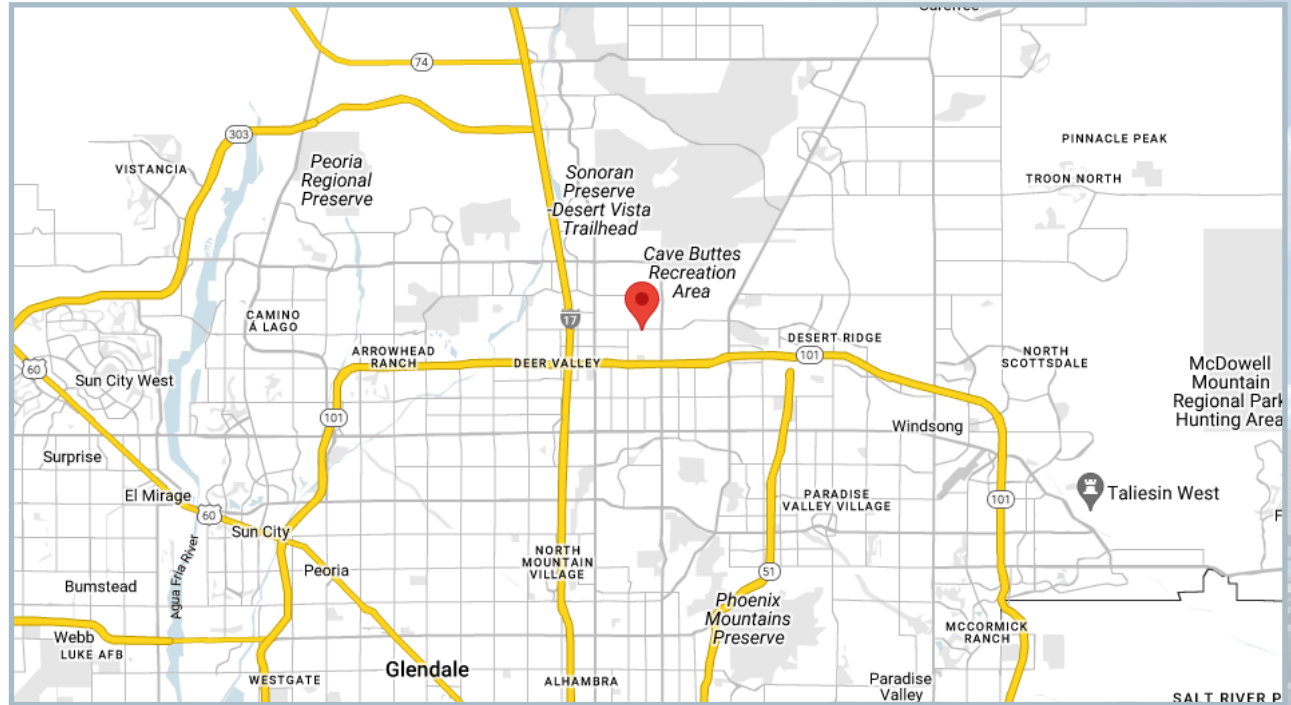 Carefree
74
303
PINNACLE PEAK
VISTANCIA
Peoria
Regional
Preserve
Sonoran
Preserve
-Desert Vista
Trailhead
TROON NORTH
Cave Buttes
Recreation
Area
CAMINO
Á LAGO
17
ARROWHEAD
RANCH
DEER VALLEY
DESERT RIDGE
101
NORTH
SCOTTSDALE
60
Sun City West
McDowell
Mountain
Regional Park
Hunting Area
101
Windsong
Surprise
El Mirage
60
Sun City
PARADISE
VALLEY VILLAGE
101
Taliesin West
Agua Fria River
NORTH
MOUNTAIN
VILLAGE
Peoria
51
Bumstead
Phoenix
Mountains
Preserve
Webb
LUKE AFB
MCCORMICK
RANCH
Glendale
WESTGATE
ALHAMBRA
Paradise
Valley
SALT RIVER P